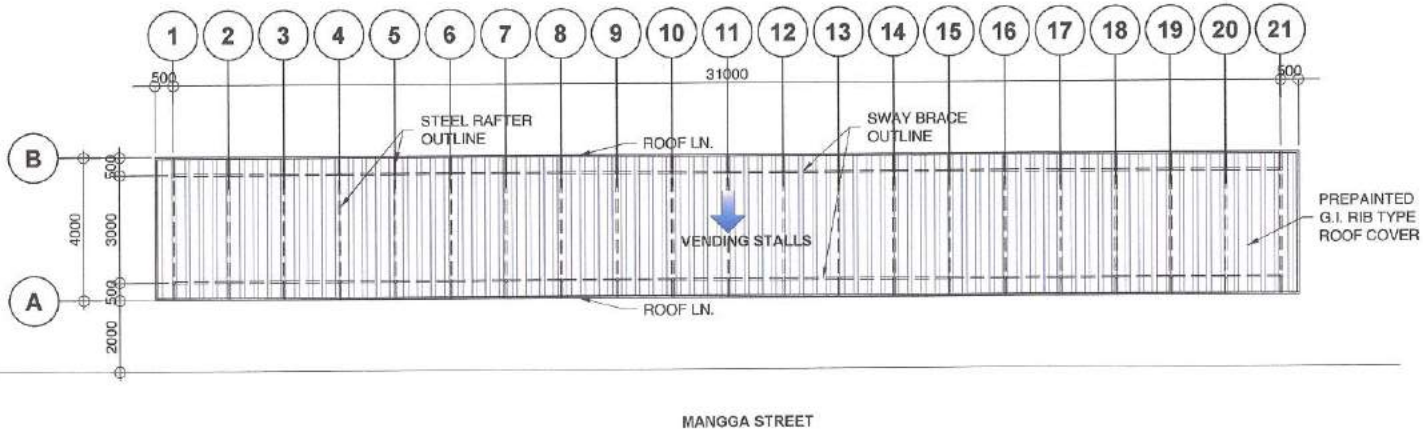 1 2 3 4 5 6 7 8 9 10 11 12 13 14 15 16 17 18 19 20 21
500 31000 500
STEEL RAFTER
OUTLINE
SWAY BRACE
OUTLINE
ROOF LN.
B
500
4000
3000
PREPAINTED
G.I. RIB TYPE
ROOF COVER
VENDING STALLS
A
500
ROOF LN.
2000
MANGGA STREET